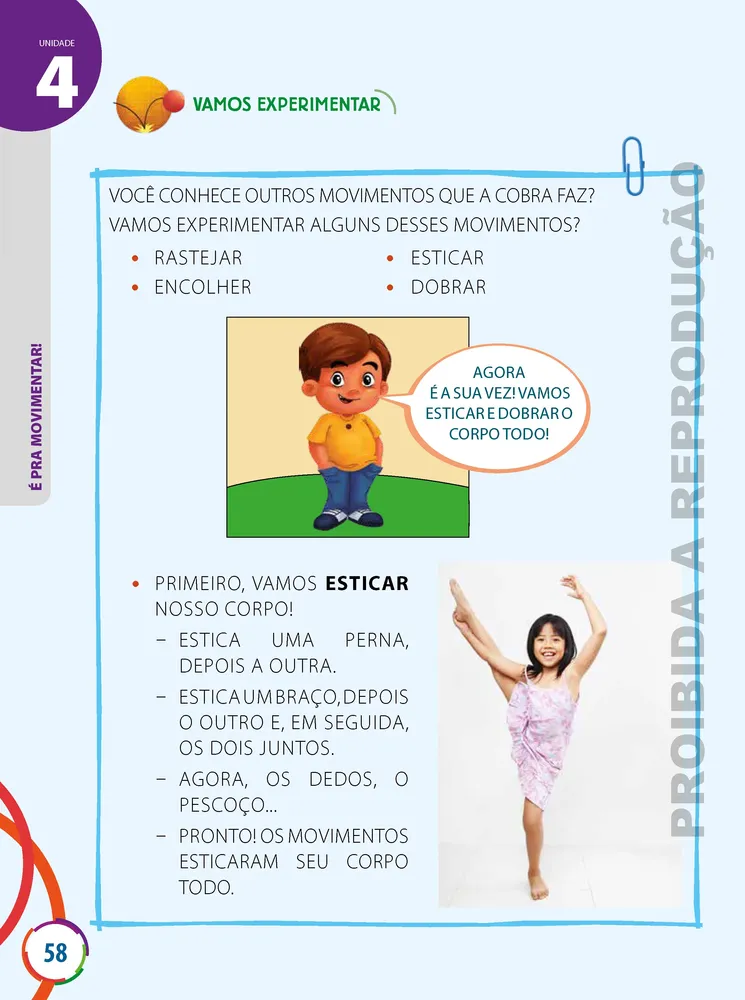 UNIDADE
4
VAMOS EXPERIMENTAR
VOCÊ CONHECE OUTROS MOVIMENTOS QUE A COBRA FAZ?
VAMOS EXPERIMENTAR ALGUNS DESSES MOVIMENTOS?
• RASTEJAR
• ENCOLHER
• ESTICAR
• DOBRAR
AGORA
É A SUA VEZ! VAMOS
ESTICAR E DOBRAR O
CORPO TODO!
• PRIMEIRO, VAMOS ESTICAR
NOSSO CORPO!
– ESTICA UMA PERNA,
DEPOIS A OUTRA.
– ESTICA UM BRAÇO, DEPOIS
O OUTRO E, EM SEGUIDA,
OS DOIS JUNTOS.
– AGORA, OS DEDOS, O
PESCOÇO...
– PRONTO! OS MOVIMENTOS
ESTICARAM SEU CORPO
TODO.
É PRA MOVIMENTAR!
PROIBIDA A REPRODUÇÃO
58